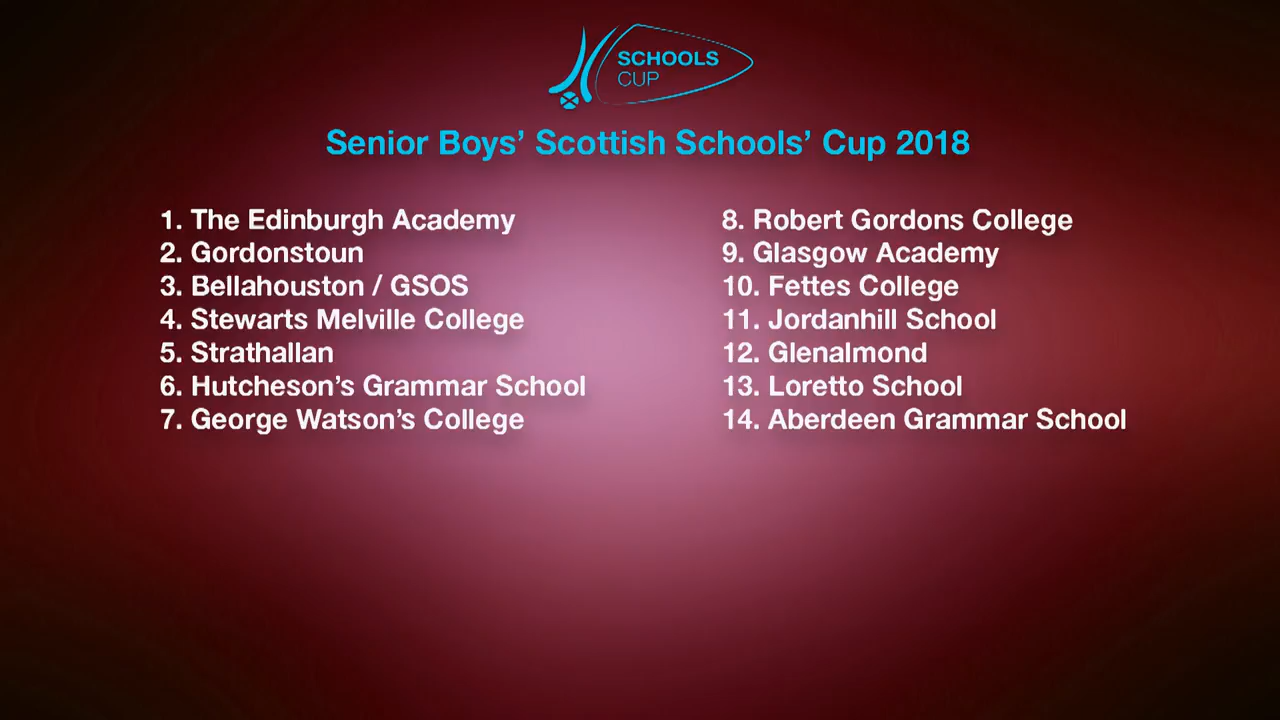 SCHOOLS
CUP
Senior Boys’ Scottish Schools’ Cup 2018
1. The Edinburgh Academy
2. Gordonstoun
3. Bellahouston / GSOS
4. Stewarts Melville College
5. Strathallan
6. Hutcheson’s Grammar School
7. George Watson’s College
8. Robert Gordons College
9. Glasgow Academy
10. Fettes College
11. Jordanhill School
12. Glenalmond
13. Loretto School
14. Aberdeen Grammar School